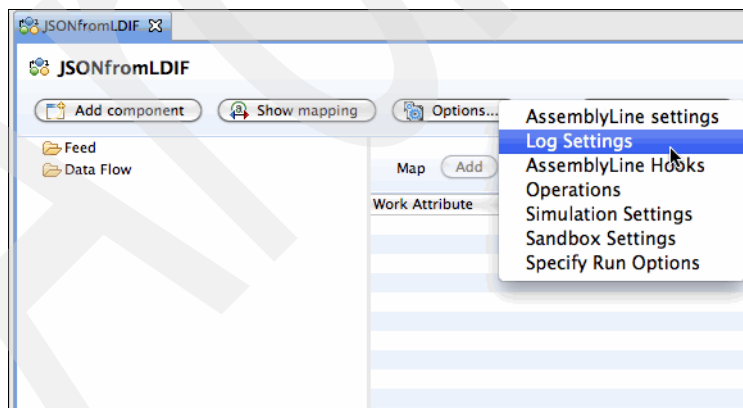 JSONfromLDIF
JSONfromLDIF
Add component Show mapping Options...
AssemblyLine settings
Log Settings
AssemblyLine Hooks
Operations
Simulation Settings
Sandbox Settings
Specify Run Options
Feed
Data Flow
Map Add
Work Attribute